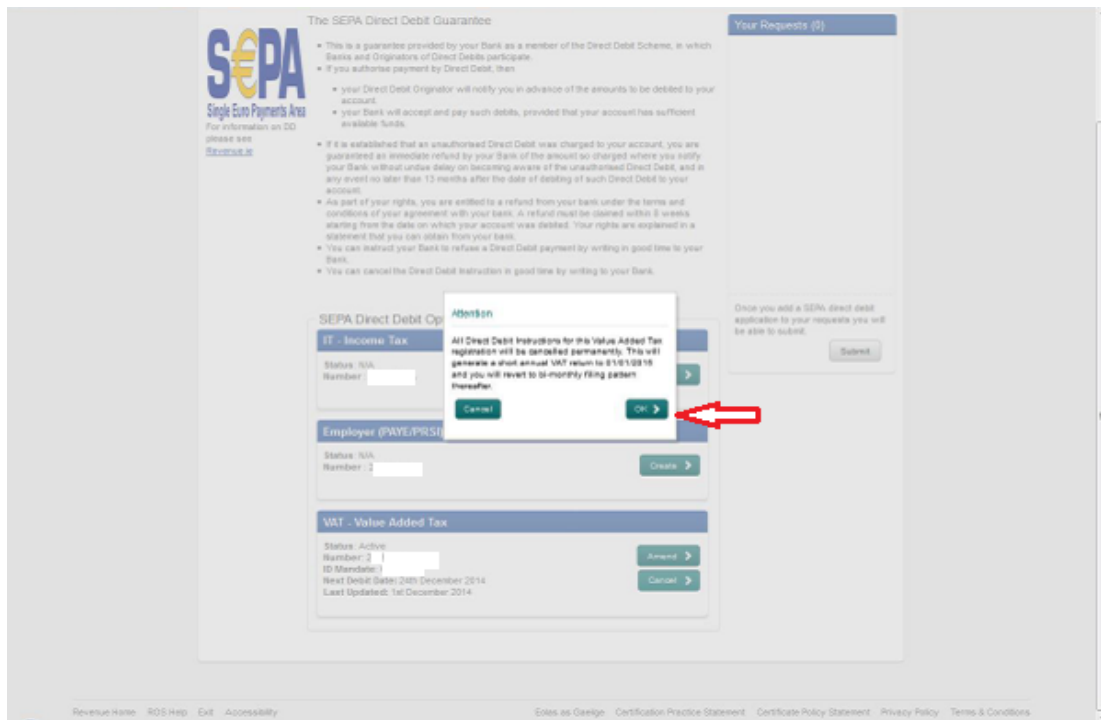 The SEPA Direct Debit Guarantee
S€PA
Single Euro Payments Area
For information on DD
please see
Revenue.ie
This is a guarantee provided by your Bank as a member of the Direct Debit Scheme, in which
Banks and Originators of Direct Debits participate.
If you authorise payment by Direct Debit, then
your Direct Debit Originator will notify you in advance of the amounts to be debited to your
account.
your Bank will accept and pay such debits, provided that your account has sufficient
available funds.
If it is established that an unauthorised Direct Debit was charged to your account, you are
guaranteed an immediate refund by your Bank of the amount so charged where you notify
your Bank without undue delay on becoming aware of the unauthorised Direct Debit, and in
any event no later than 13 months after the date of debiting of such Direct Debit to your
account.
As part of your rights, you are entitled to a refund from your bank under the terms and
conditions of your agreement with your bank. A refund must be claimed within 8 weeks
starting from the date on which your account was debited. Your rights are explained in a
statement that you can obtain from your bank.
You can instruct your Bank to refuse a Direct Debit payment by writing in good time to your
Bank.
You can cancel the Direct Debit Instruction in good time by writing to your Bank.
Your Requests (0)
Once you add a SEPA direct debit
application to your requests you will
be able to submit.
Submit
SEPA Direct Debit Op
IT - Income Tax
Status: N/A
Number:
Attention
All Direct Debit Instructions for this Value Added Tax
registration will be cancelled permanently. This will
generate a short annual VAT return to 01/01/2015
and you will revert to bi-monthly filing pattern
thereafter.
Cancel
OK
Employer (PAYE/PRSI)
Status: N/A
Number:
Create
VAT - Value Added Tax
Status: Active
Number: 2
ID Mandate:
Next Debit Date: 24th December 2014
Last Updated: 1st December 2014
Amend
Cancel
Revenue Home ROS Help Exit Accessibility
Eolas as Gaeilge Certification Practice Statement Certificate Policy Statement Privacy Policy Terms & Conditions